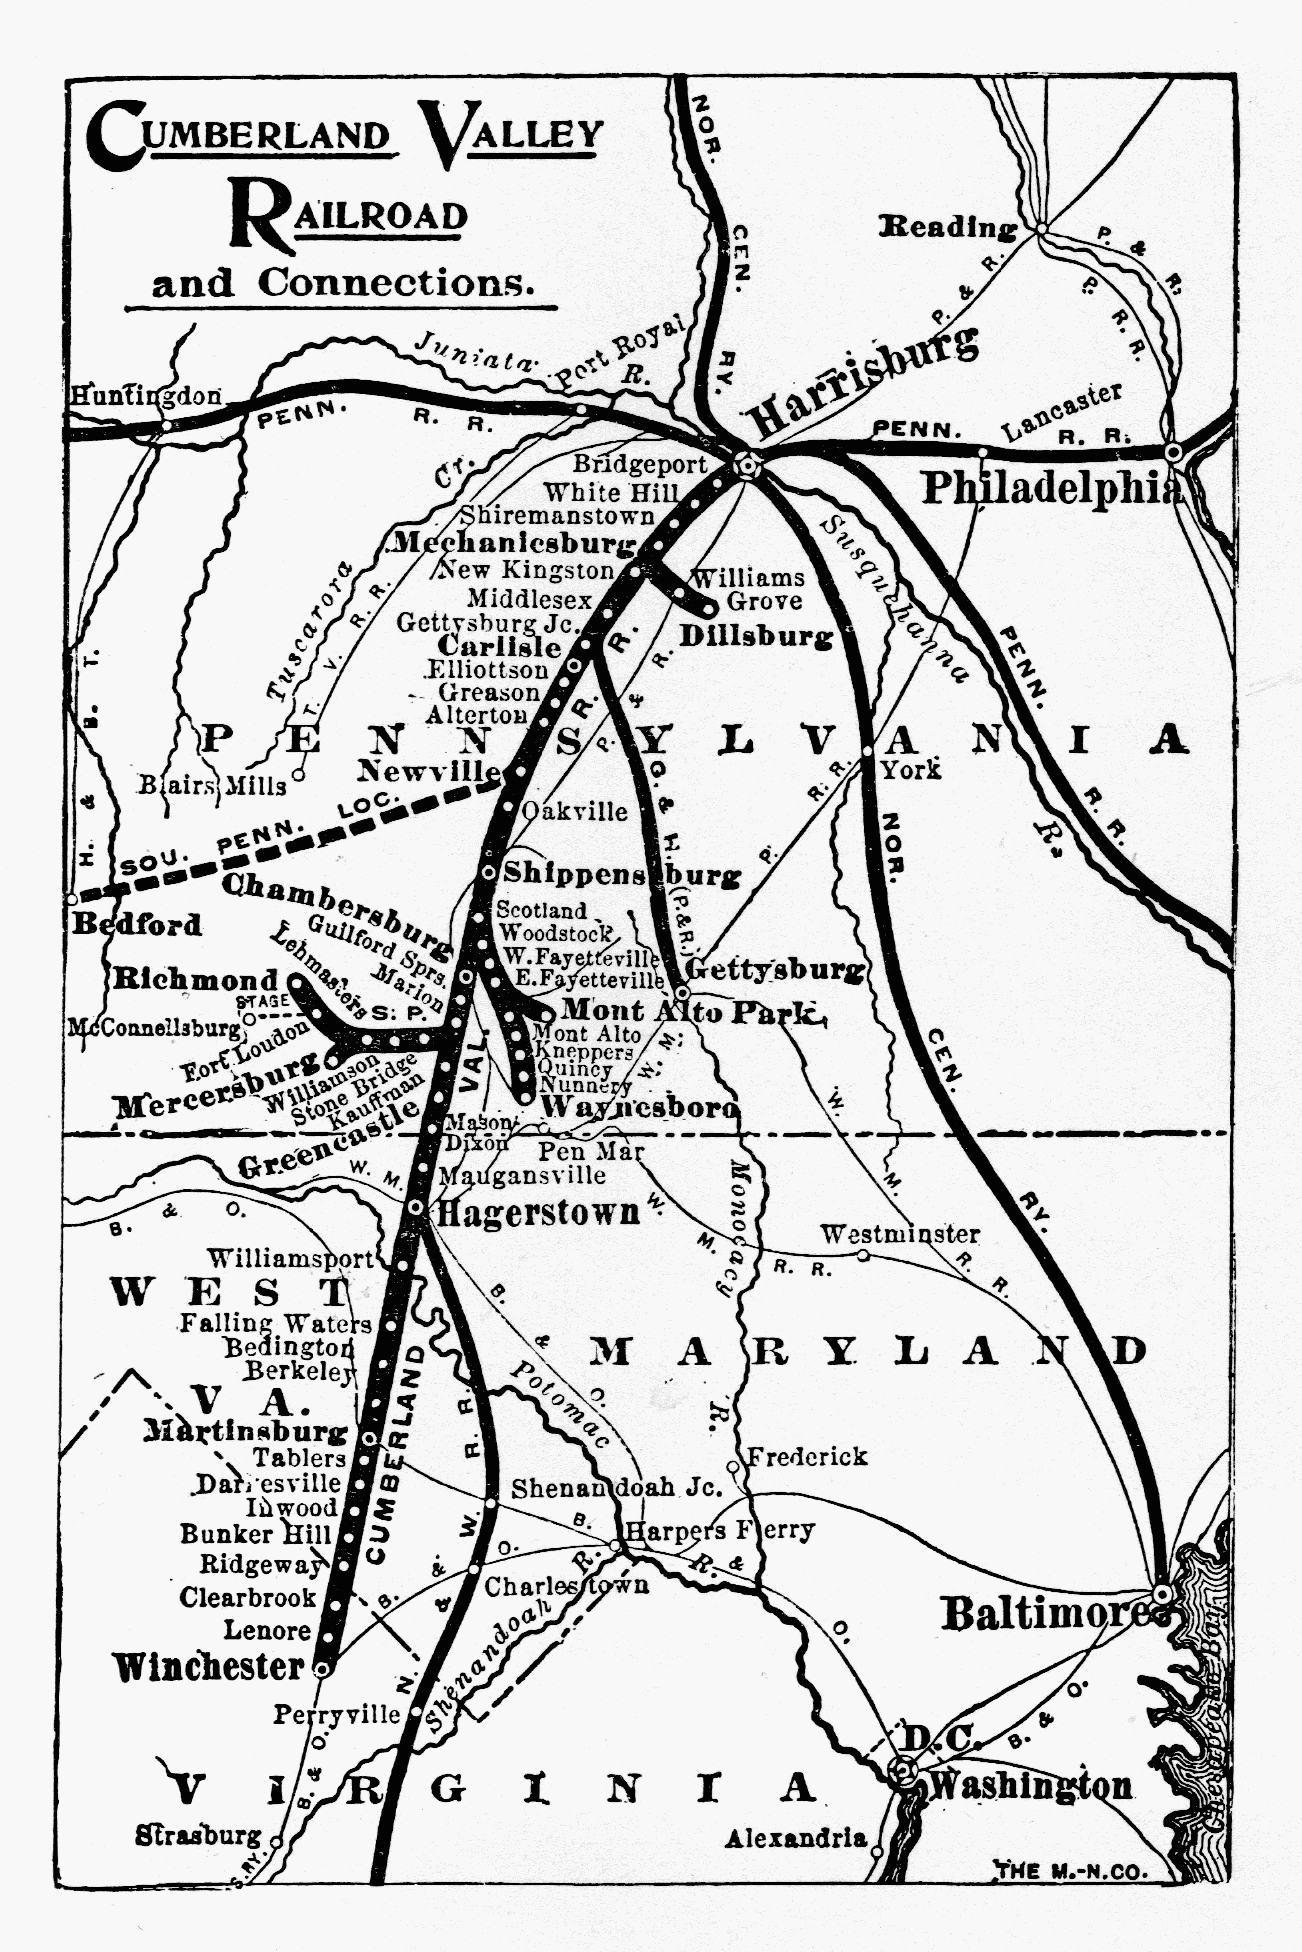 CUMBERLAND VALLEY
RAILROAD
and Connections.
NOR.
CEN.
RY.
Reading
P. & R.
P. & R.
P. R. R.
Juniata
R.
Port Royal
Harrisburg
Huntingdon
PENN.
R. R.
PENN.
R. R.
Lancaster
Philadelphia
Bridgeport
White Hill
Shiremanstown
Mechanicsburg
New Kingston
Middlesex
Gettysburg Jc.
Carlisle
Elliottson
Greason
Alterton
Newville
Williams
Grove
Dillsburg
Tuscarora
Cr.
T. V. R. R.
Susquehanna
R.
PENN.
R. R.
R. R.
P. & R.
H. & B. T.
PENNSYLVANIA
Blairs Mills
York
P. R. R.
SOU. PENN. LOC.
Bedford
Oakville
G. & H. (P.&R.)
NOR.
CEN.
RY.
Shippensburg
Scotland
Woodstock
W. Fayetteville
E. Fayetteville
Chambersburg
Guilford Sprs.
Marion
Lehmasters
Richmond
STAGE
McConnellsburg
S. P.
Fort Loudon
Mercersburg
Williamson
Stone Bridge
Kauffman
Greencastle
Gettysburg
Mont Alto Park
Mont Alto
Kneppers
Quincy
Nunnery
Waynesboro
W. M.
VAL.
Mason
Dixon
Pen Mar
Maugansville
Hagerstown
W. M.
W. M. R. R.
W. M. R. R.
Monocacy
R.
Westminster
B. & O.
Williamsport
WEST
VA.
Falling Waters
Bedington
Berkeley
Martinsburg
Tablers
Darkesville
Inwood
Bunker Hill
Ridgeway
Clearbrook
Lenore
Winchester
CUMBERLAND
MARYLAND
B. & O.
Potomac
R.
Frederick
Shenandoah Jc.
N. & W. R. R.
Harpers Ferry
B. & O.
Charlestown
B. & O.
Shenandoah
R.
Perryville
Baltimore
Chesapeake Bay
D.C.
Washington
B. & O.
VIRGINIA
B. & O.
Strasburg
S. RY.
Alexandria
THE M.-N. CO.